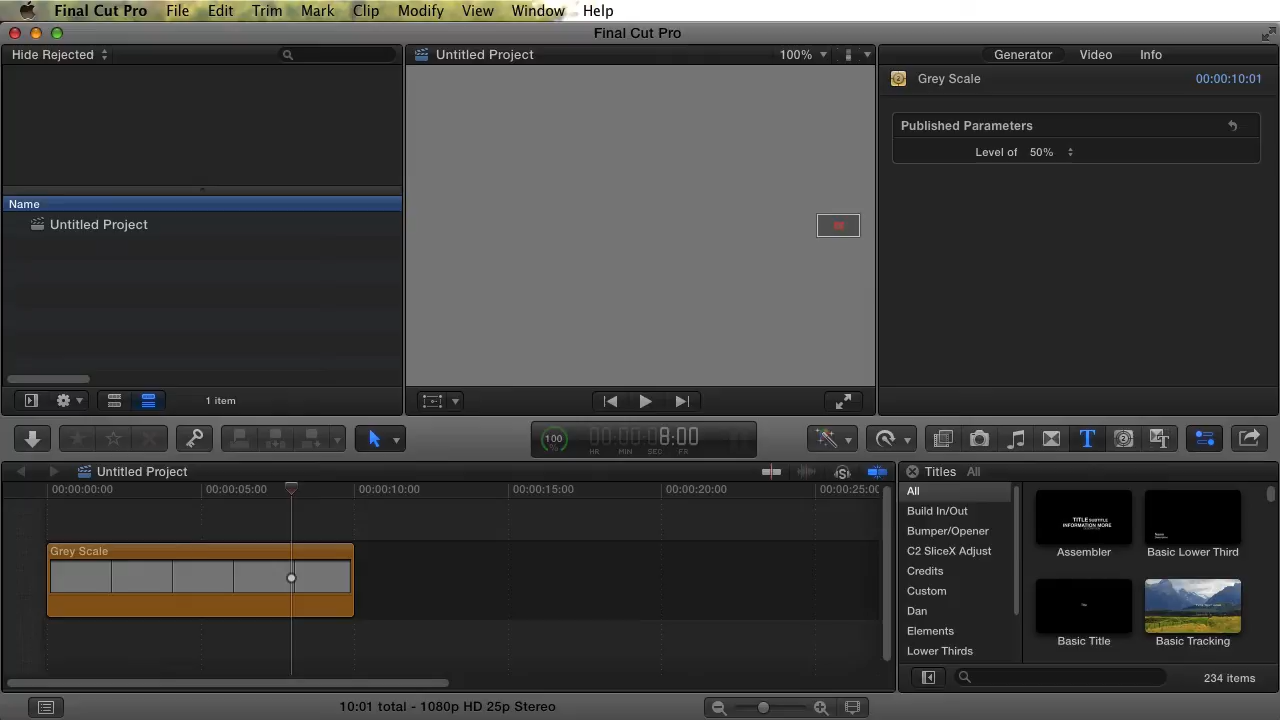 Final Cut Pro File Edit Trim Mark Clip Modify View Window Help
Final Cut Pro
Hide Rejected
Untitled Project 100%
Generator Video Info
Grey Scale 00:00:10:01
Published Parameters
Level of 50%
Name
Untitled Project
1 item
100 %
8:00
HR MIN SEC FR
Untitled Project
Titles All
00:00:00:00 00:00:05:00 00:00:10:00 00:00:15:00 00:00:20:00 00:00:25:00
Grey Scale
All
Build In/Out
Bumper/Opener
C2 SliceX Adjust
Credits
Custom
Dan
Elements
Lower Thirds
TITLE SUBTITLE
INFORMATION MORE
Assembler
Basic Lower Third
Basic Title
Basic Tracking
234 items
10:01 total - 1080p HD 25p Stereo